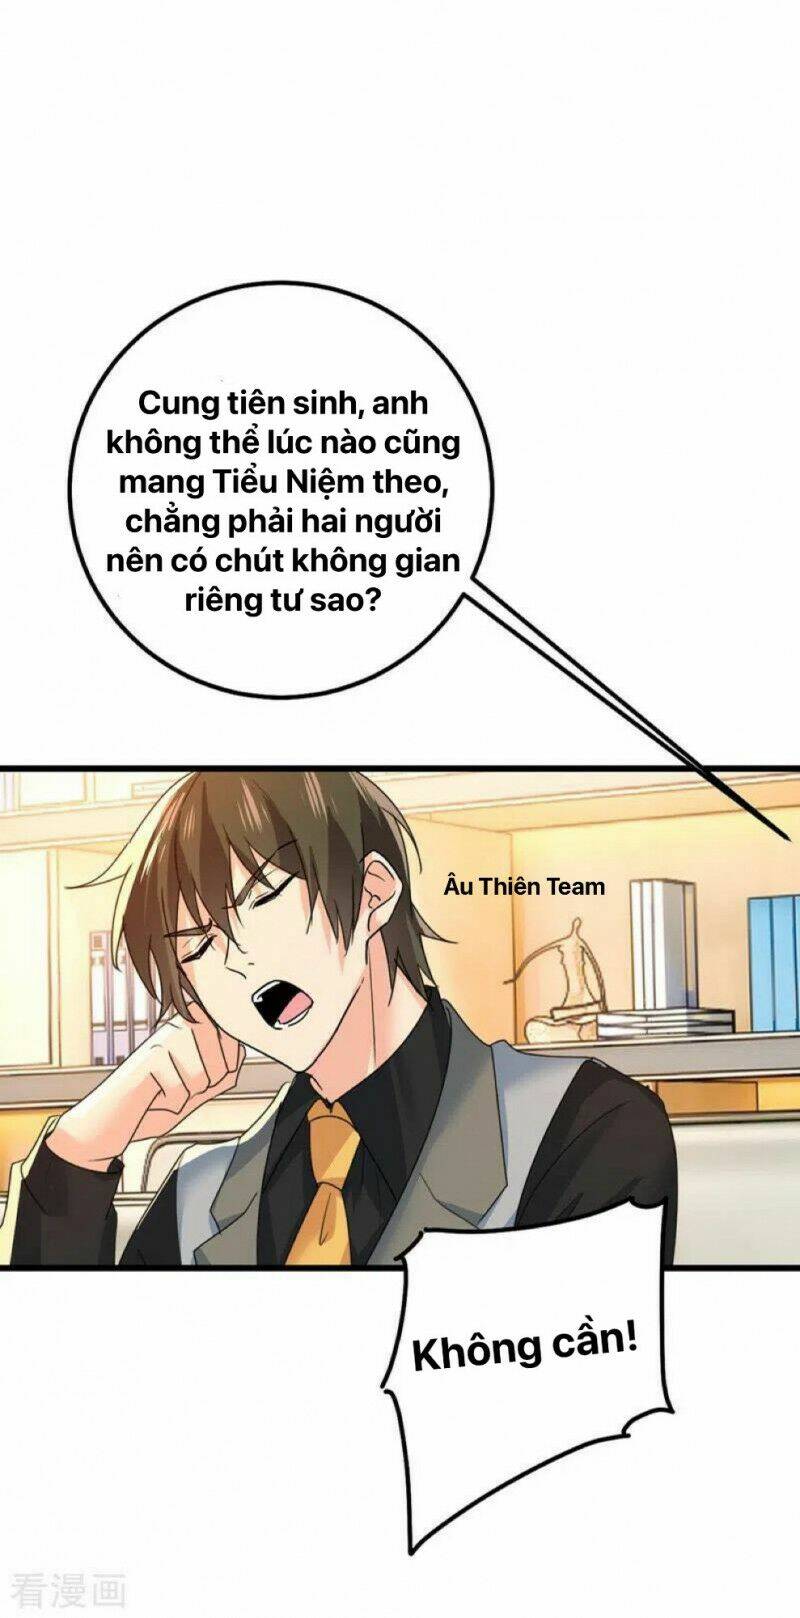 Cung tiên sinh, anh
không thể lúc nào cũng
mang Tiểu Niệm theo,
chẳng phải hai người
nên có chút không gian
riêng tư sao?
Âu Thiên Team
Không cần!
看漫画